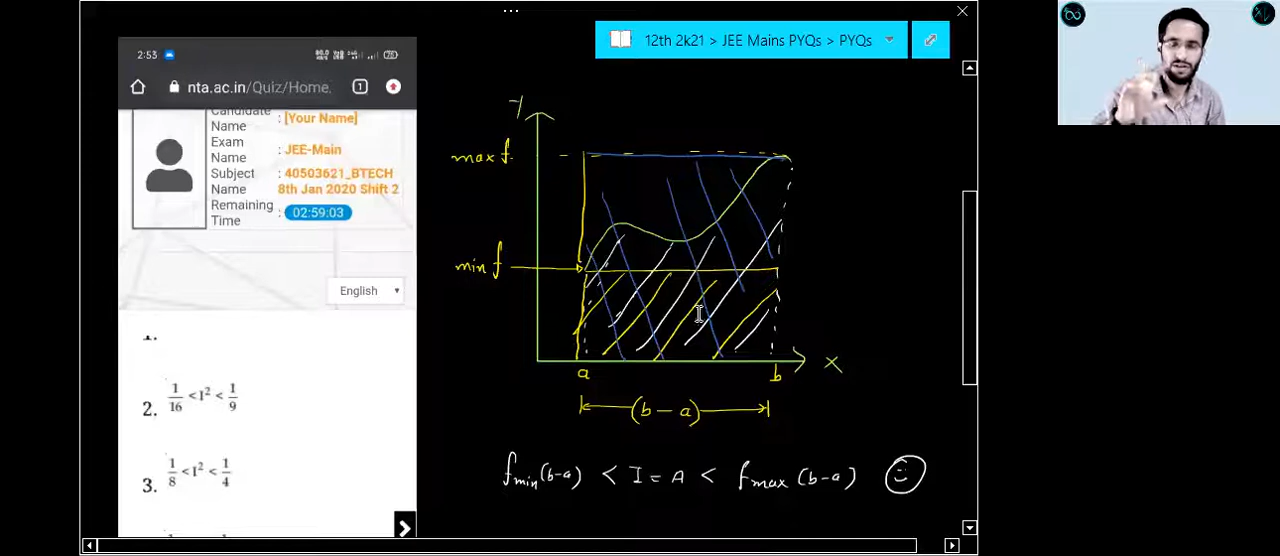 12th 2k21 > JEE Mains PYQs > PYQs
2:53
nta.ac.in/Quiz/Home.
1
Candidate
Name : [Your Name]
Exam
Name : JEE-Main
Subject
Name : 40503621_BTECH
8th Jan 2020 Shift 2
Remaining
Time : 02:59:03
English
1.
2. 1/16 < I² < 1/9
3. 1/8 < I² < 1/4
Y
max f
min f
a
b
X
(b - a)
fmin(b-a) < I = A < fmax(b-a)